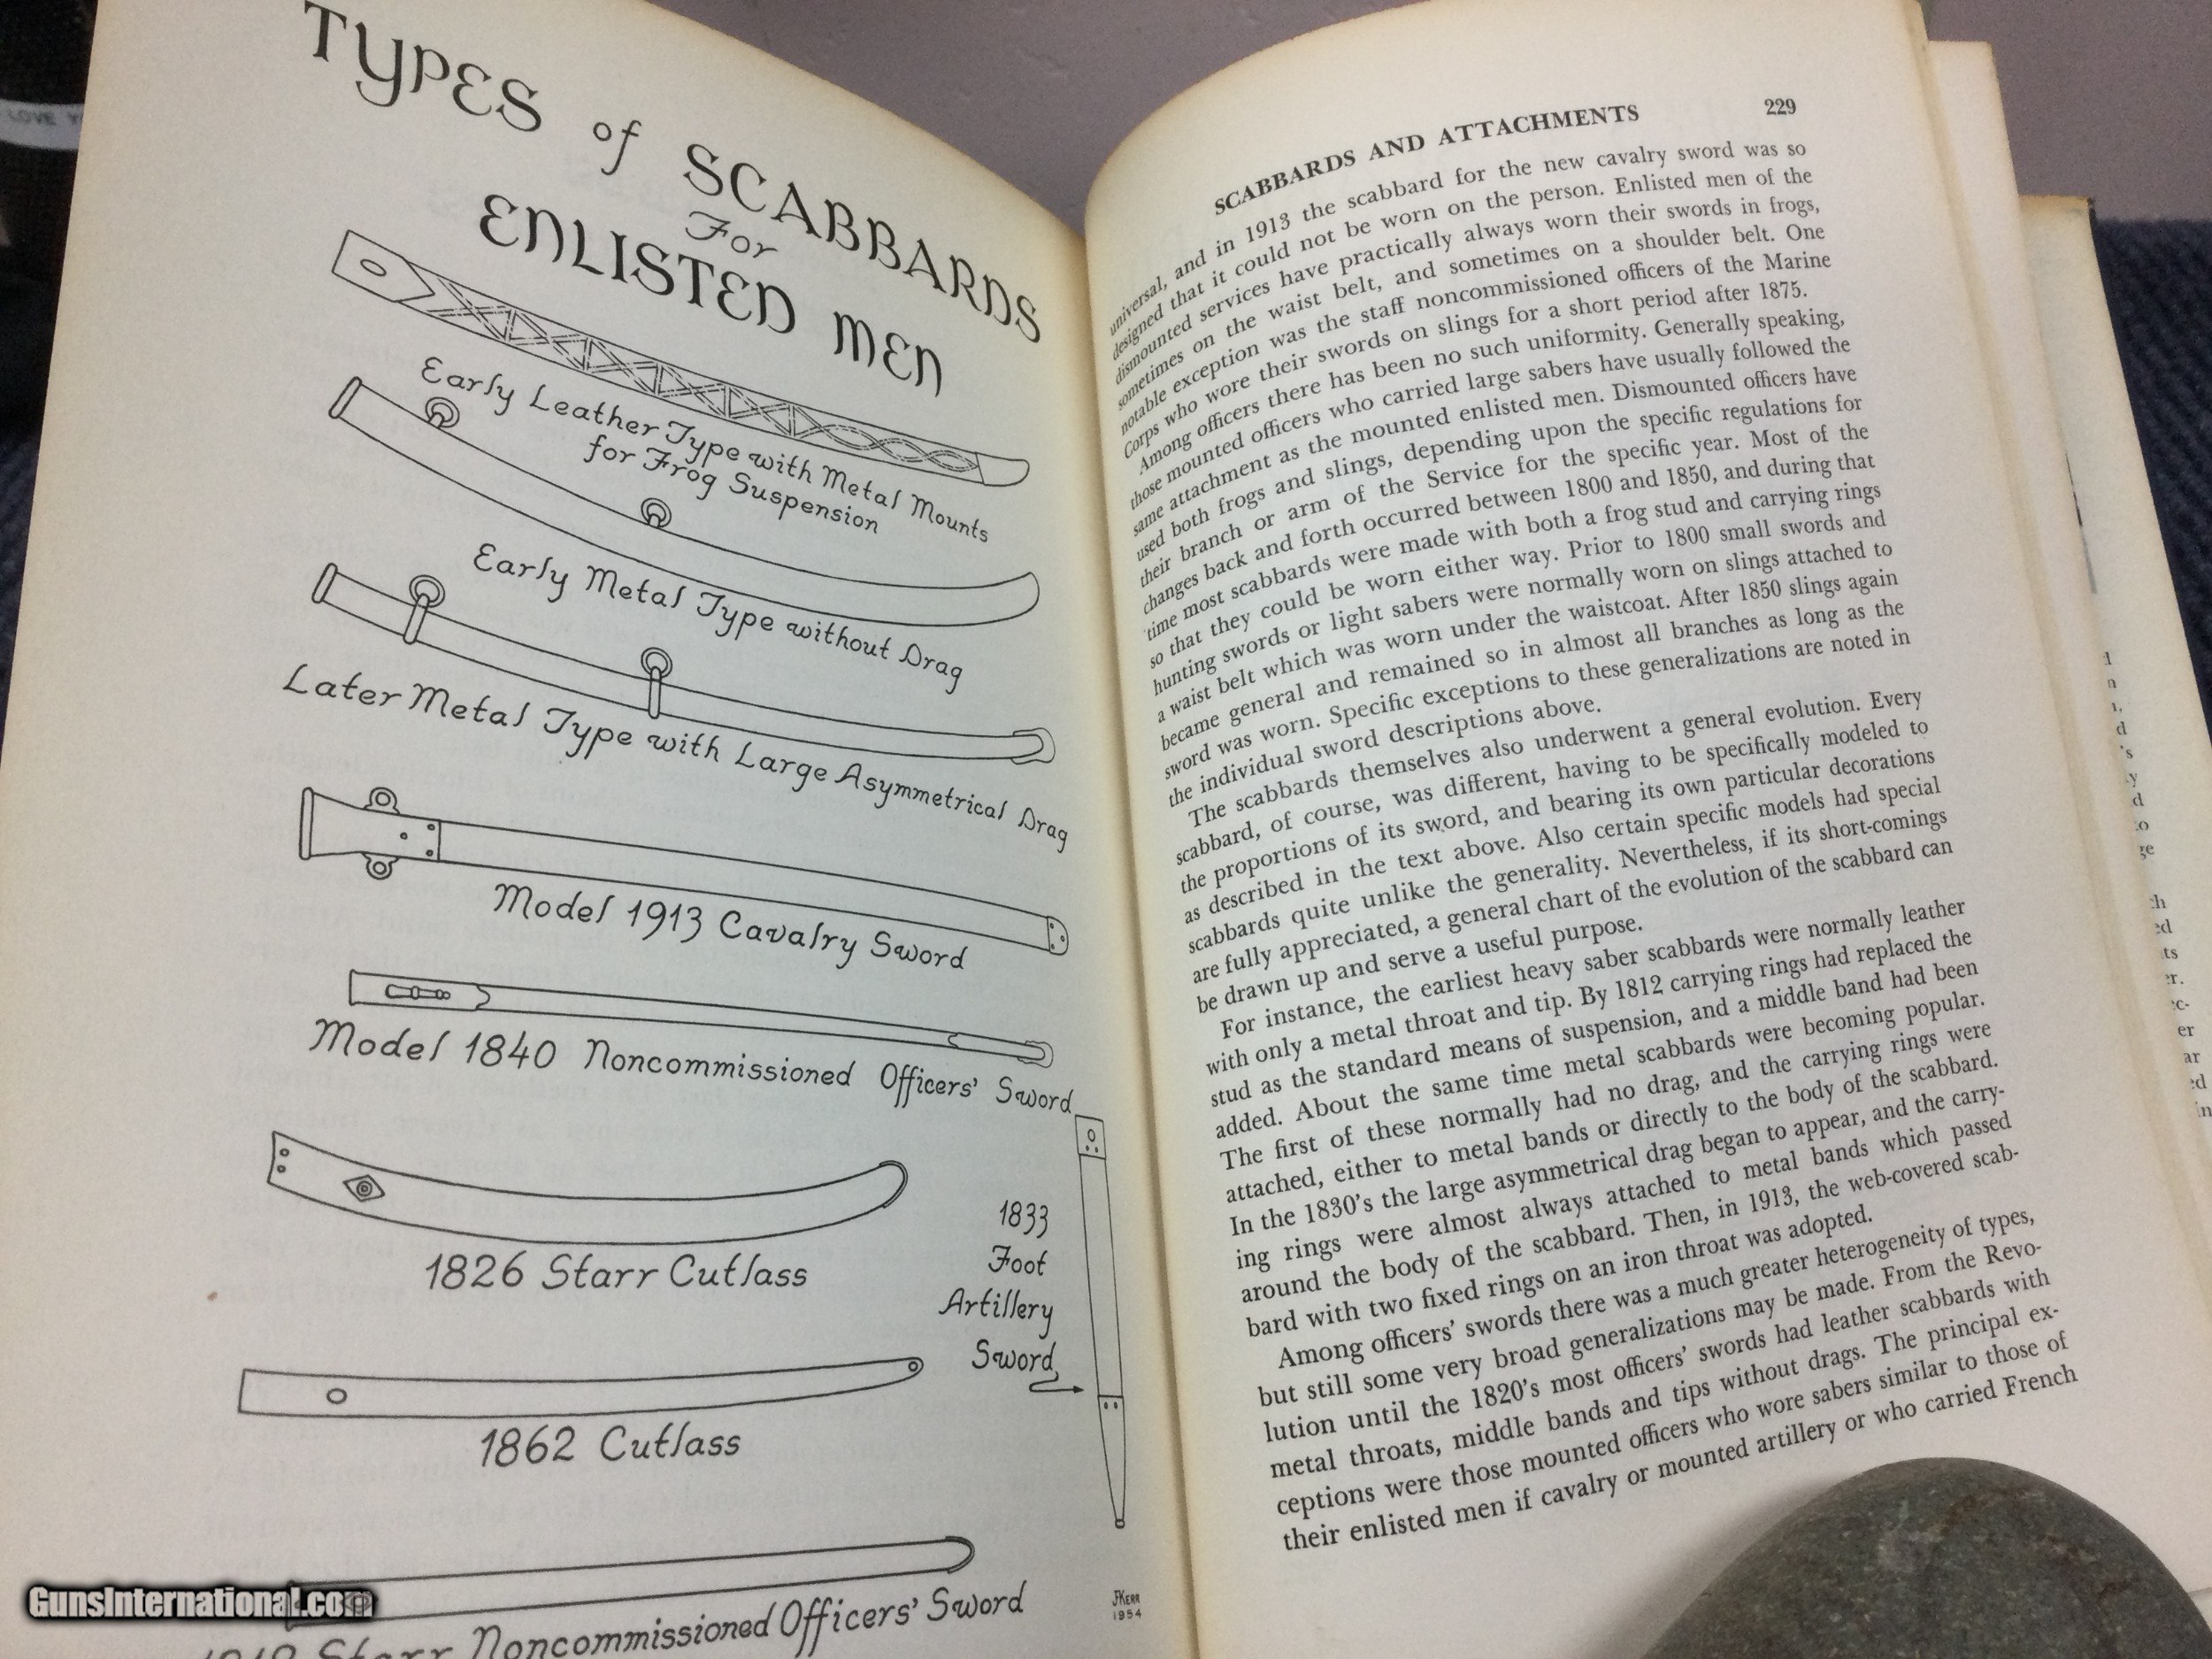 LOVE
TYPES of SCABBARDS
For
ENLISTED MEN
Early Leather Type with Metal Mounts
for Frog Suspension
Early Metal Type without Drag
Later Metal Type with Large Asymmetrical Drag
Model 1913 Cavalry Sword
Model 1840 Noncommissioned Officers' Sword
1826 Starr Cutlass
1833
Foot
Artillery
Sword
1862 Cutlass
Starr Noncommissioned Officers' Sword
JKERR
1954
GunsInternational.com
SCABBARDS AND ATTACHMENTS 229
universal, and in 1913 the scabbard for the new cavalry sword was so
designed that it could not be worn on the person. Enlisted men of the
dismounted services have practically always worn their swords in frogs,
sometimes on the waist belt, and sometimes on a shoulder belt. One
notable exception was the staff noncommissioned officers of the Marine
Corps who wore their swords on slings for a short period after 1875.
Among officers there has been no such uniformity. Generally speaking,
those mounted officers who carried large sabers have usually followed the
same attachment as the mounted enlisted men. Dismounted officers have
used both frogs and slings, depending upon the specific regulations for
their branch or arm of the Service for the specific year. Most of the
changes back and forth occurred between 1800 and 1850, and during that
time most scabbards were made with both a frog stud and carrying rings
so that they could be worn either way. Prior to 1800 small swords and
hunting swords or light sabers were normally worn on slings attached to
a waist belt which was worn under the waistcoat. After 1850 slings again
became general and remained so in almost all branches as long as the
sword was worn. Specific exceptions to these generalizations are noted in
the individual sword descriptions above.
The scabbards themselves also underwent a general evolution. Every
scabbard, of course, was different, having to be specifically modeled to
the proportions of its sword, and bearing its own particular decorations
as described in the text above. Also certain specific models had special
scabbards quite unlike the generality. Nevertheless, if its short-comings
are fully appreciated, a general chart of the evolution of the scabbard can
be drawn up and serve a useful purpose.
For instance, the earliest heavy saber scabbards were normally leather
with only a metal throat and tip. By 1812 carrying rings had replaced the
stud as the standard means of suspension, and a middle band had been
added. About the same time metal scabbards were becoming popular.
The first of these normally had no drag, and the carrying rings were
attached, either to metal bands or directly to the body of the scabbard.
In the 1830's the large asymmetrical drag began to appear, and the carry-
ing rings were almost always attached to metal bands which passed
around the body of the scabbard. Then, in 1913, the web-covered scab-
bard with two fixed rings on an iron throat was adopted.
Among officers' swords there was a much greater heterogeneity of types,
but still some very broad generalizations may be made. From the Revo-
lution until the 1820's most officers' swords had leather scabbards with
metal throats, middle bands and tips without drags. The principal ex-
ceptions were those mounted officers who wore sabers similar to those of
their enlisted men if cavalry or mounted artillery or who carried French